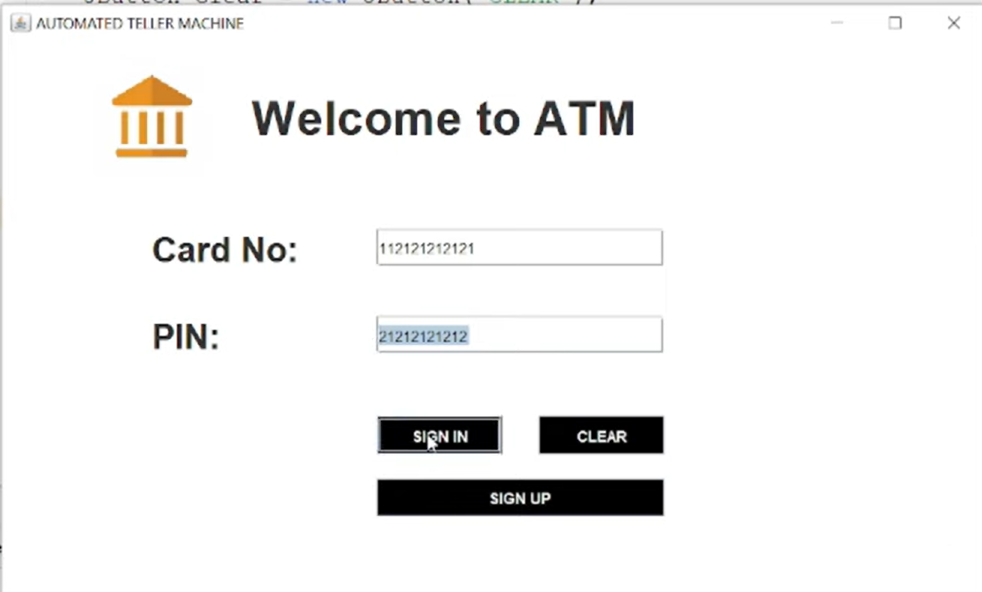 AUTOMATED TELLER MACHINE
Welcome to ATM
Card No:
112121212121
PIN:
21212121212
SIGN IN
CLEAR
SIGN UP